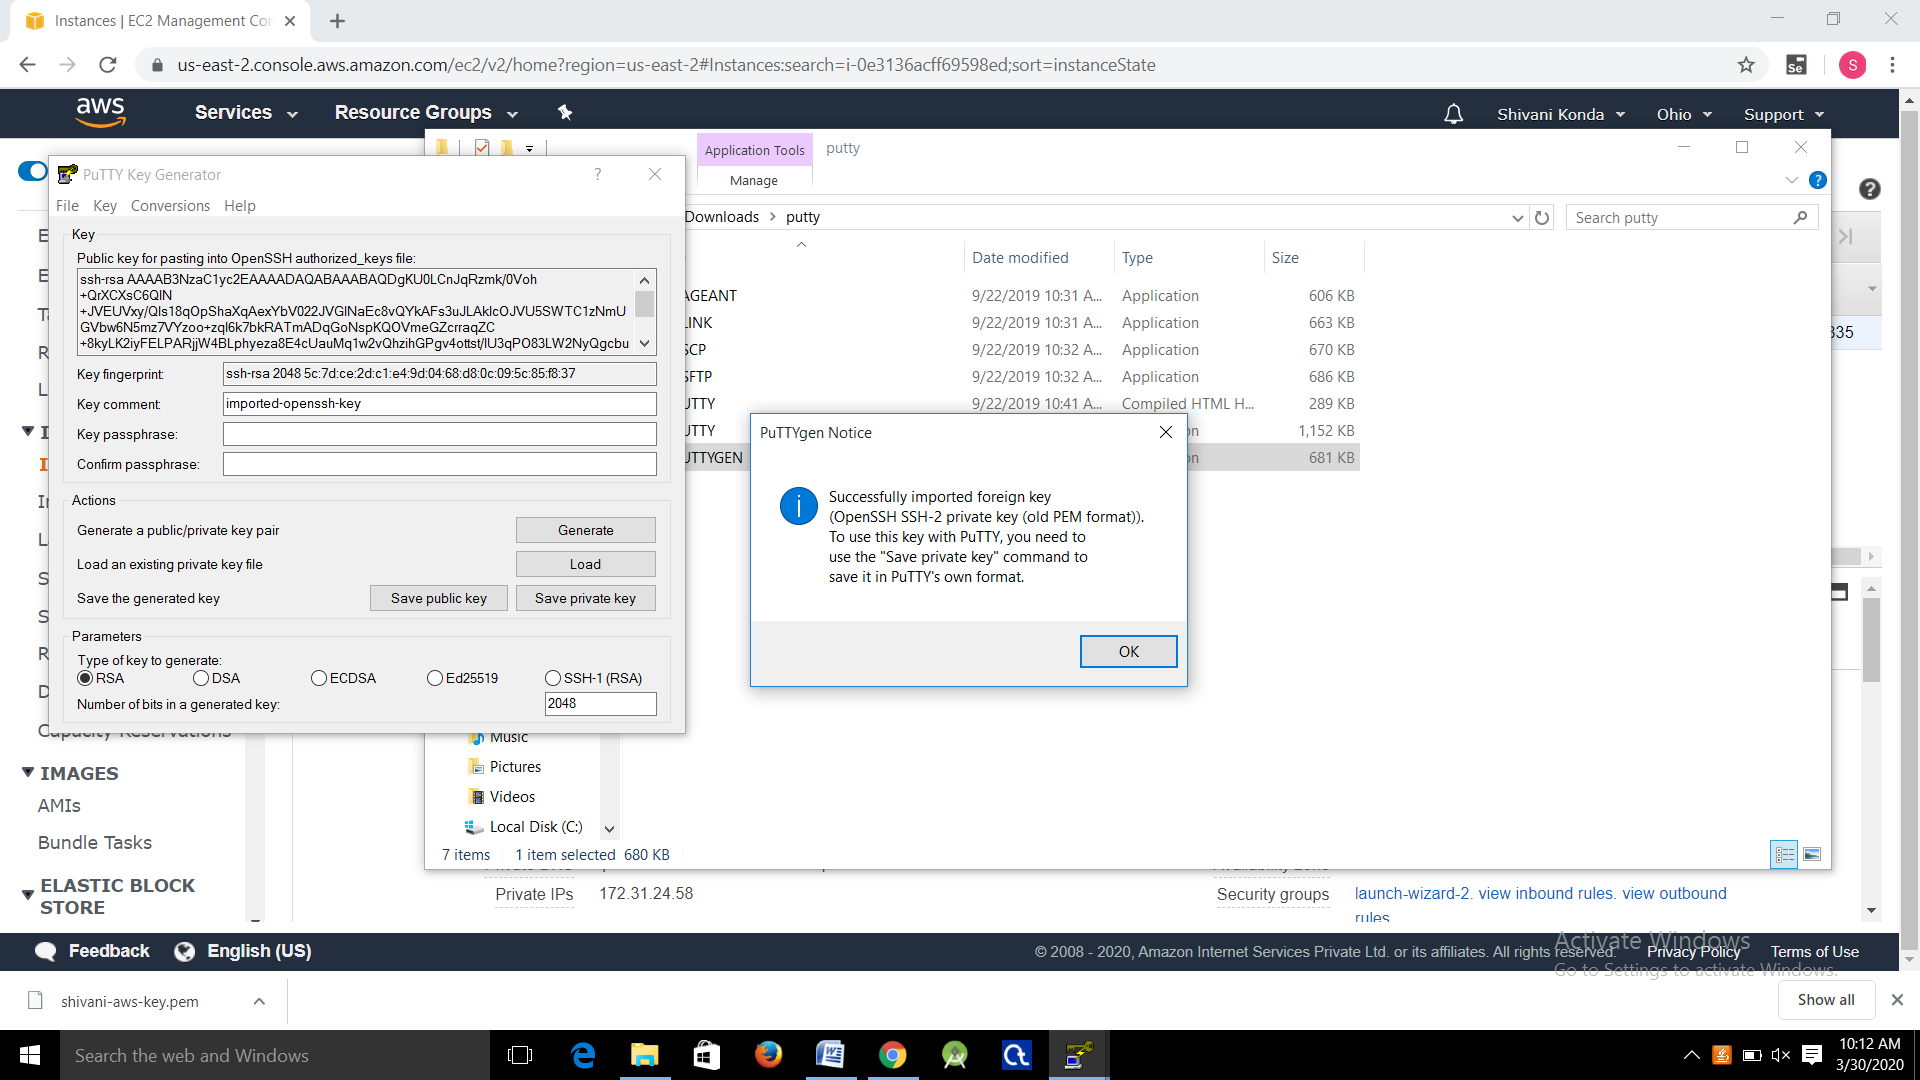 Instances | EC2 Management Con
us-east-2.console.aws.amazon.com/ec2/v2/home?region=us-east-2#Instances:search=i-0e3136acff69598ed;sort=instanceState
Se
S
aws
Services
Resource Groups
Shivani Konda
Ohio
Support
Application Tools
putty
Manage
PuTTY Key Generator
?
File Key Conversions Help
Downloads > putty
Search putty
Key
Public key for pasting into OpenSSH authorized_keys file:
ssh-rsa AAAAB3NzaC1yc2EAAAADAQABAAABAQDgKU0LCnJqRzmk/0Voh
+QrXCXsC6QlN
+JVEUVxy/Qls18qOpShaXqAexYbV022JVGlNaEc8vQYkAFs3uJLAklcOJVU5SWTC1zNmU
GVbw6N5mz7VYzoo+zql6k7bkRATmADqGoNspKQOVmeGZcrraqZC
+8kyLK2iyFELPARjjW4BLphyeza8E4cUauMq1w2vQhzihGPgv4ottst/lU3qPO83LW2NyQgcbu
Key fingerprint: ssh-rsa 2048 5c:7d:ce:2d:c1:e4:9d:04:68:d8:0c:09:5c:85:f8:37
Key comment: imported-openssh-key
Key passphrase:
Confirm passphrase:
Actions
Generate a public/private key pair
Generate
Load an existing private key file
Load
Save the generated key
Save public key
Save private key
Parameters
Type of key to generate:
RSA DSA ECDSA Ed25519 SSH-1 (RSA)
Number of bits in a generated key: 2048
Date modified Type Size
AGEANT 9/22/2019 10:31 A... Application 606 KB
LINK 9/22/2019 10:31 A... Application 663 KB
SCP 9/22/2019 10:32 A... Application 670 KB
SFTP 9/22/2019 10:32 A... Application 686 KB
UTTY 9/22/2019 10:41 A... Compiled HTML H... 289 KB
UTTY on 1,152 KB
UTTYGEN on 681 KB
335
PuTTYgen Notice
Successfully imported foreign key
(OpenSSH SSH-2 private key (old PEM format)).
To use this key with PuTTY, you need to
use the "Save private key" command to
save it in PuTTY's own format.
OK
Capacity Reservations
IMAGES
AMIs
Bundle Tasks
ELASTIC BLOCK
STORE
Music
Pictures
Videos
Local Disk (C:)
7 items 1 item selected 680 KB
Private IPs 172.31.24.58
Security groups launch-wizard-2. view inbound rules. view outbound
rules
Feedback English (US)
© 2008 - 2020, Amazon Internet Services Private Ltd. or its affiliates. All rights reserved. Privacy Policy Terms of Use
Activate Windows
Go to Settings to activate Windows.
shivani-aws-key.pem
Show all
Search the web and Windows
10:12 AM
3/30/2020